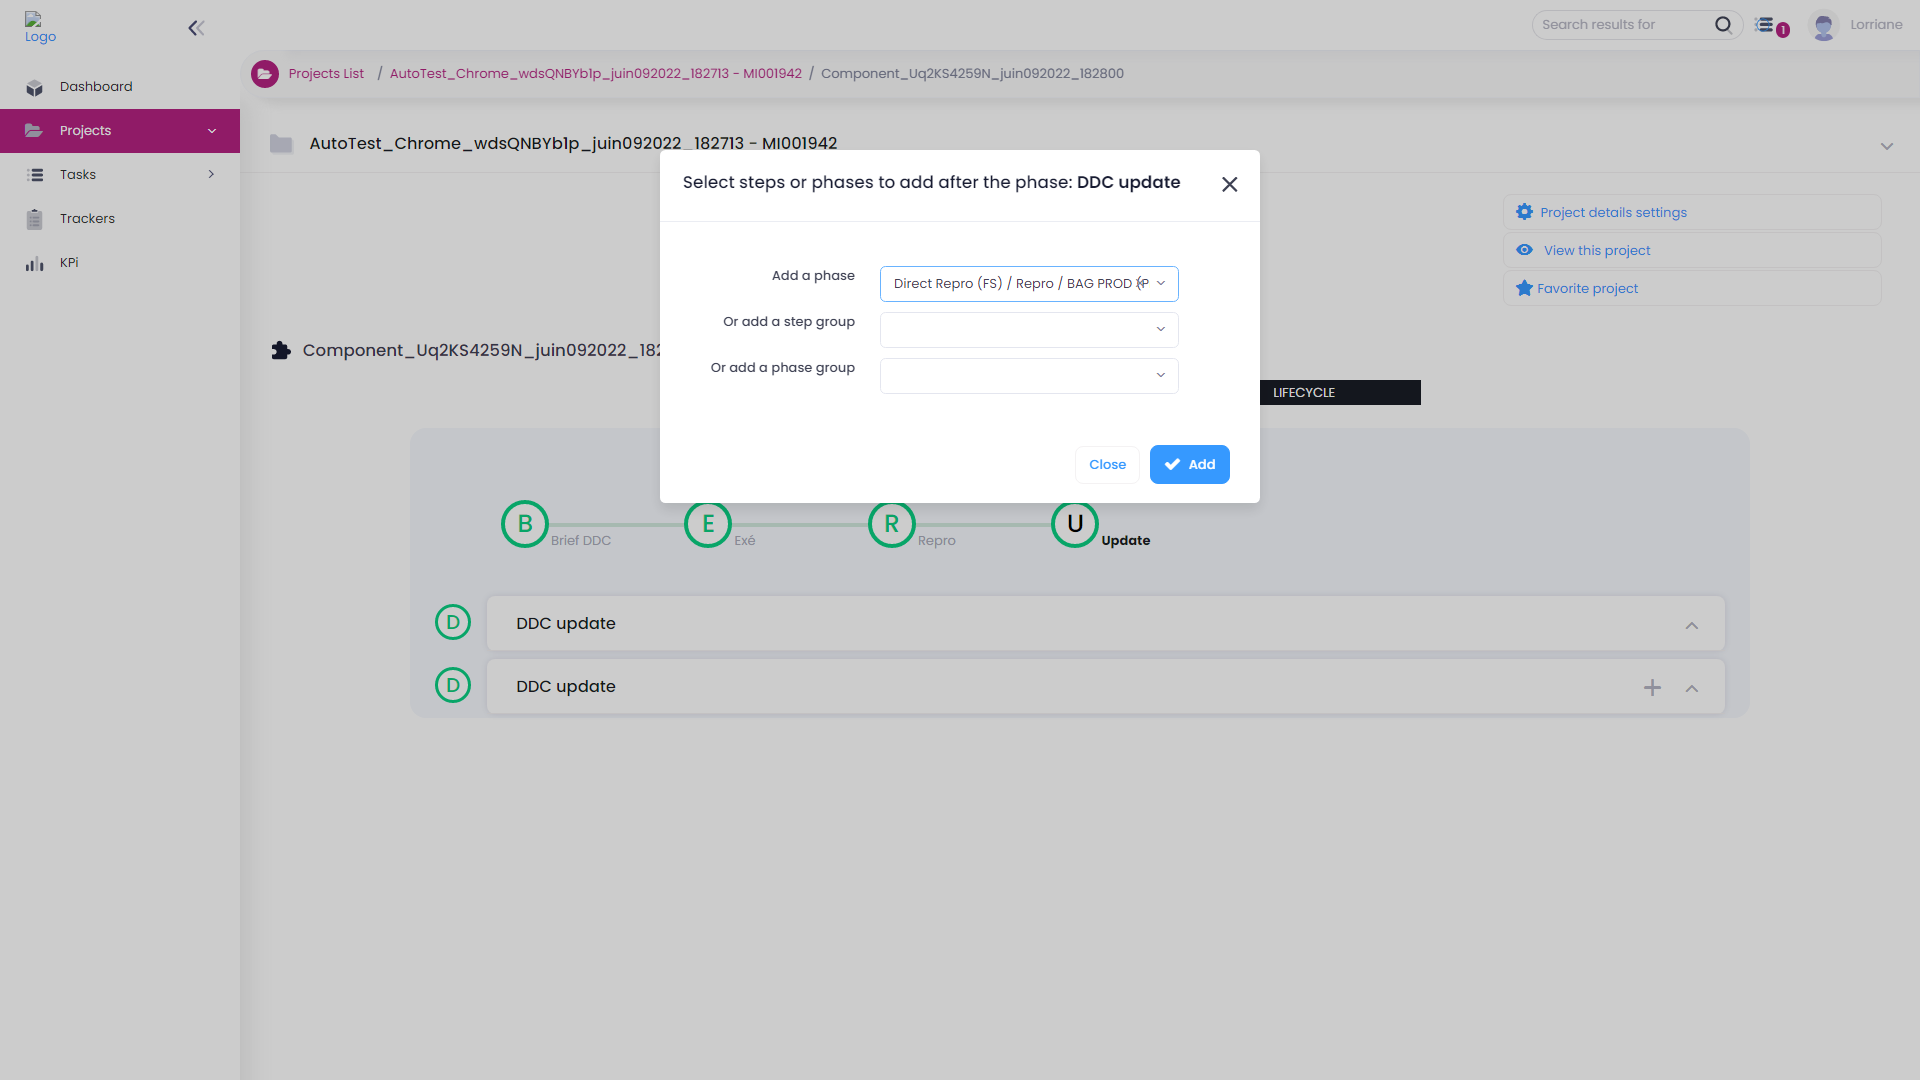 Logo
Search results for
1
Lorriane
Projects List / AutoTest_Chrome_wdsQNBYb1p_juin092022_182713 - MI001942 / Component_Uq2KS4259N_juin092022_182800
Dashboard
Projects
Tasks
Trackers
KPi
AutoTest_Chrome_wdsQNBYb1p_juin092022_182713 - MI001942
Select steps or phases to add after the phase: DDC update
Project details settings
View this project
Favorite project
Add a phase
Direct Repro (FS) / Repro / BAG PROD
Or add a step group
Or add a phase group
Component_Uq2KS4259N_juin092022_182
LIFECYCLE
Close
Add
B Brief DDC
E Exé
R Repro
U Update
D DDC update
D DDC update